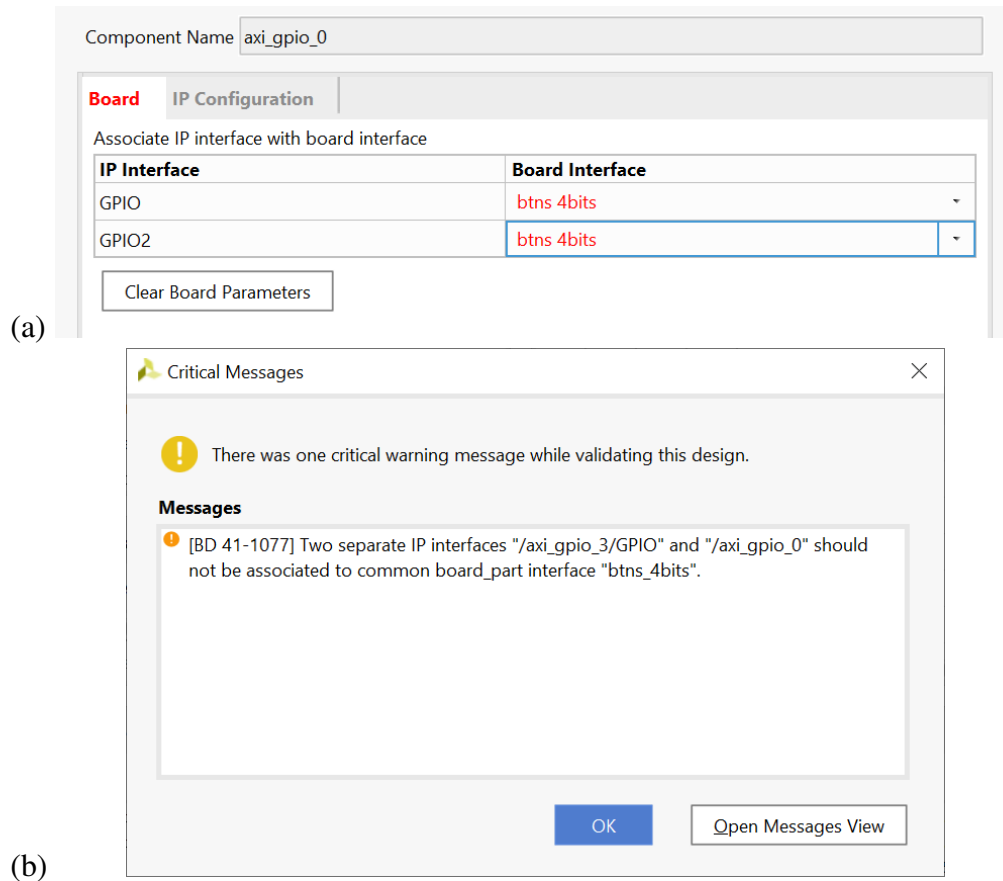 Component Name axi_gpio_0
Board IP Configuration
Associate IP interface with board interface
IP Interface Board Interface
GPIO btns 4bits
GPIO2 btns 4bits
Clear Board Parameters
(a)
Critical Messages
There was one critical warning message while validating this design.
Messages
[BD 41-1077] Two separate IP interfaces "/axi_gpio_3/GPIO" and "/axi_gpio_0" should
not be associated to common board_part interface "btns_4bits".
OK Open Messages View
(b)